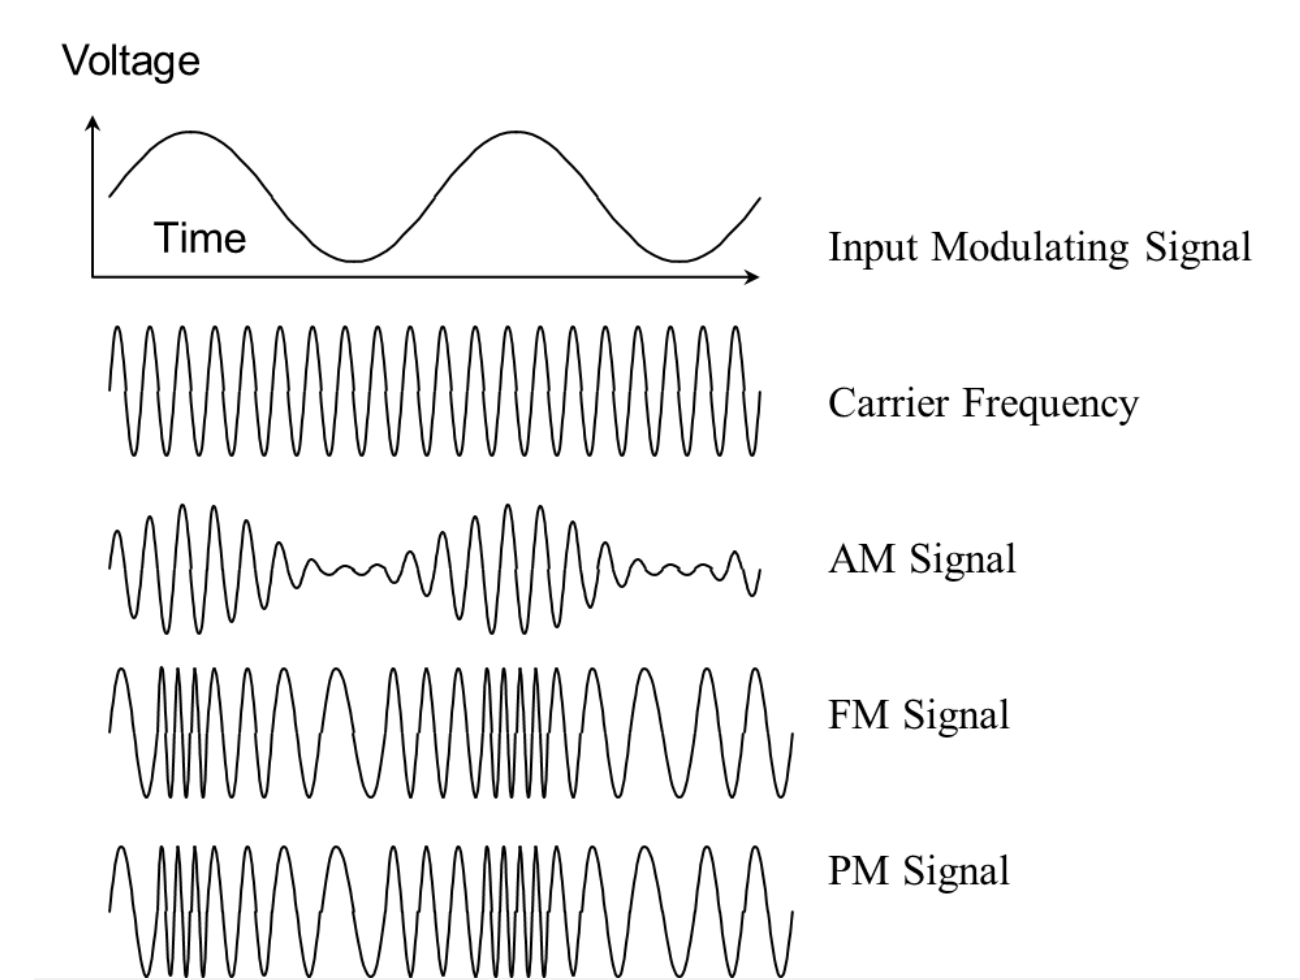 Voltage
Time
Input Modulating Signal
Carrier Frequency
AM Signal
FM Signal
PM Signal